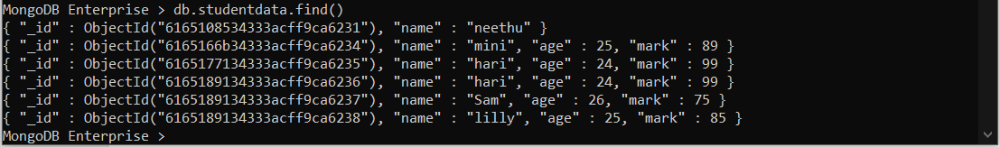 MongoDB Enterprise > db.studentdata.find()
{ "_id" : ObjectId("6165108534333acff9ca6231"), "name" : "neethu" }
{ "_id" : ObjectId("6165166b34333acff9ca6234"), "name" : "mini", "age" : 25, "mark" : 89 }
{ "_id" : ObjectId("6165177134333acff9ca6235"), "name" : "hari", "age" : 24, "mark" : 99 }
{ "_id" : ObjectId("6165189134333acff9ca6236"), "name" : "hari", "age" : 24, "mark" : 99 }
{ "_id" : ObjectId("6165189134333acff9ca6237"), "name" : "Sam", "age" : 26, "mark" : 75 }
{ "_id" : ObjectId("6165189134333acff9ca6238"), "name" : "lilly", "age" : 25, "mark" : 85 }
MongoDB Enterprise >